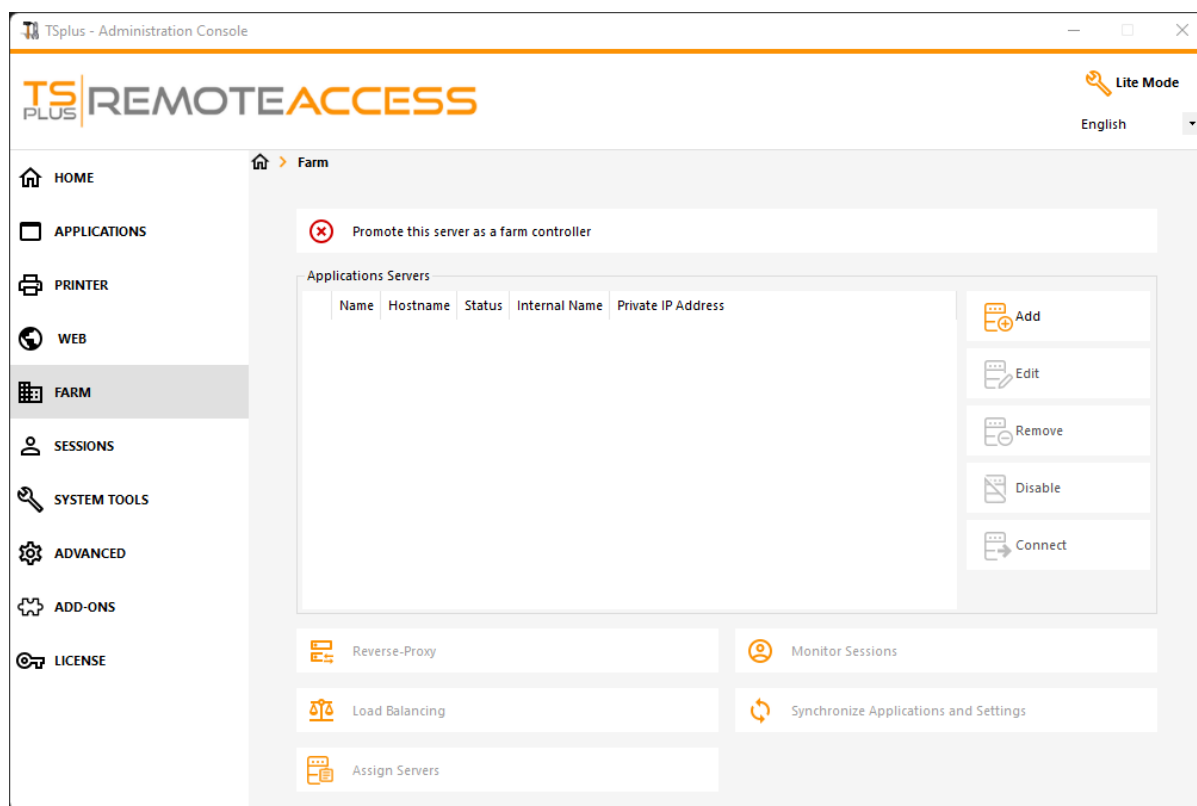 TSplus - Administration Console
TS PLUS REMOTEACCESS
Lite Mode
English
HOME
APPLICATIONS
PRINTER
WEB
FARM
SESSIONS
SYSTEM TOOLS
ADVANCED
ADD-ONS
LICENSE
Farm
Promote this server as a farm controller
Applications Servers
Name Hostname Status Internal Name Private IP Address
Add
Edit
Remove
Disable
Connect
Reverse-Proxy
Monitor Sessions
Load Balancing
Synchronize Applications and Settings
Assign Servers